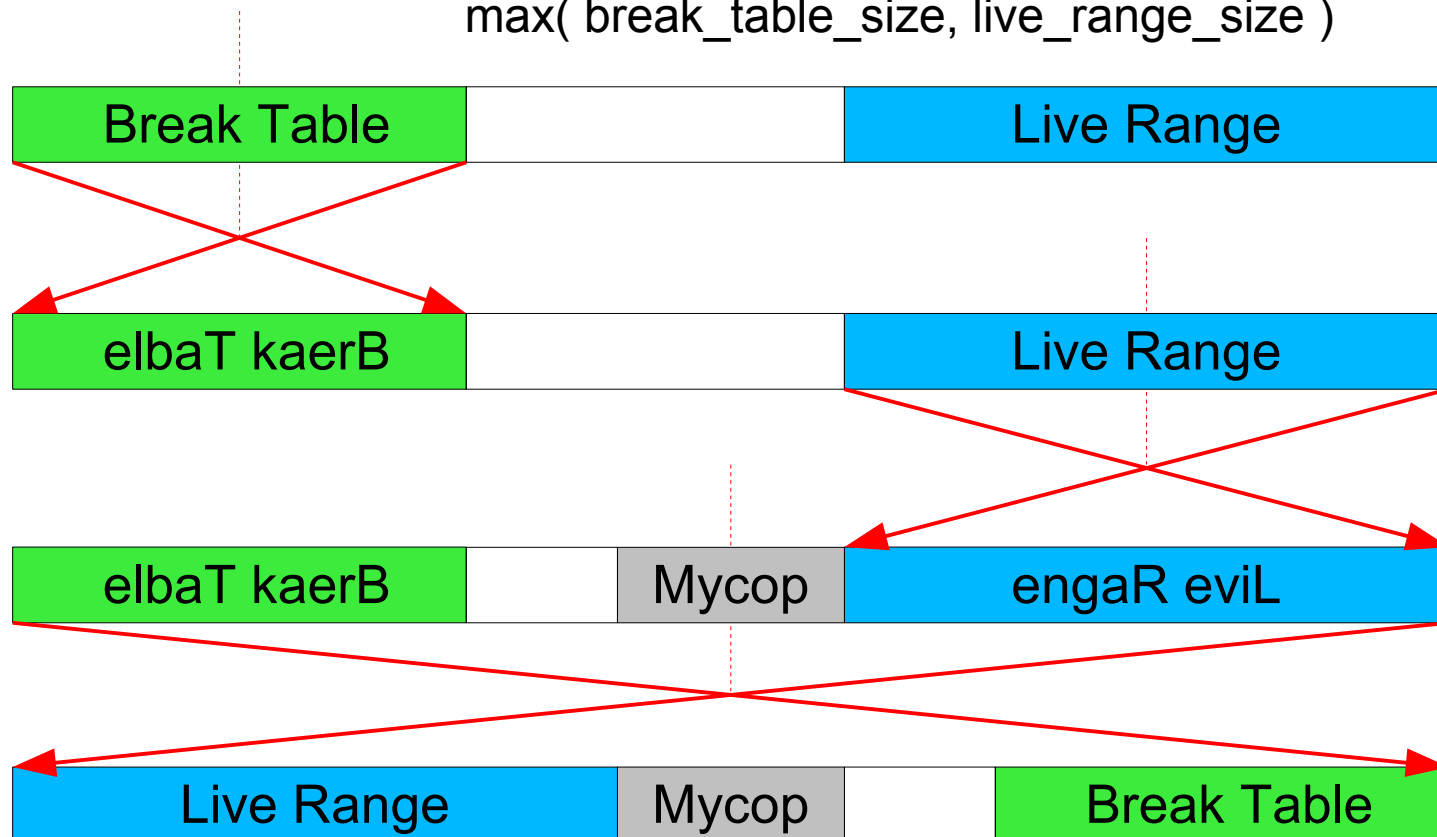 max( break_table_size, live_range_size )
Break Table Live Range
elbaT kaerB Live Range
elbaT kaerB Mycop engaR eviL
Live Range Mycop Break Table